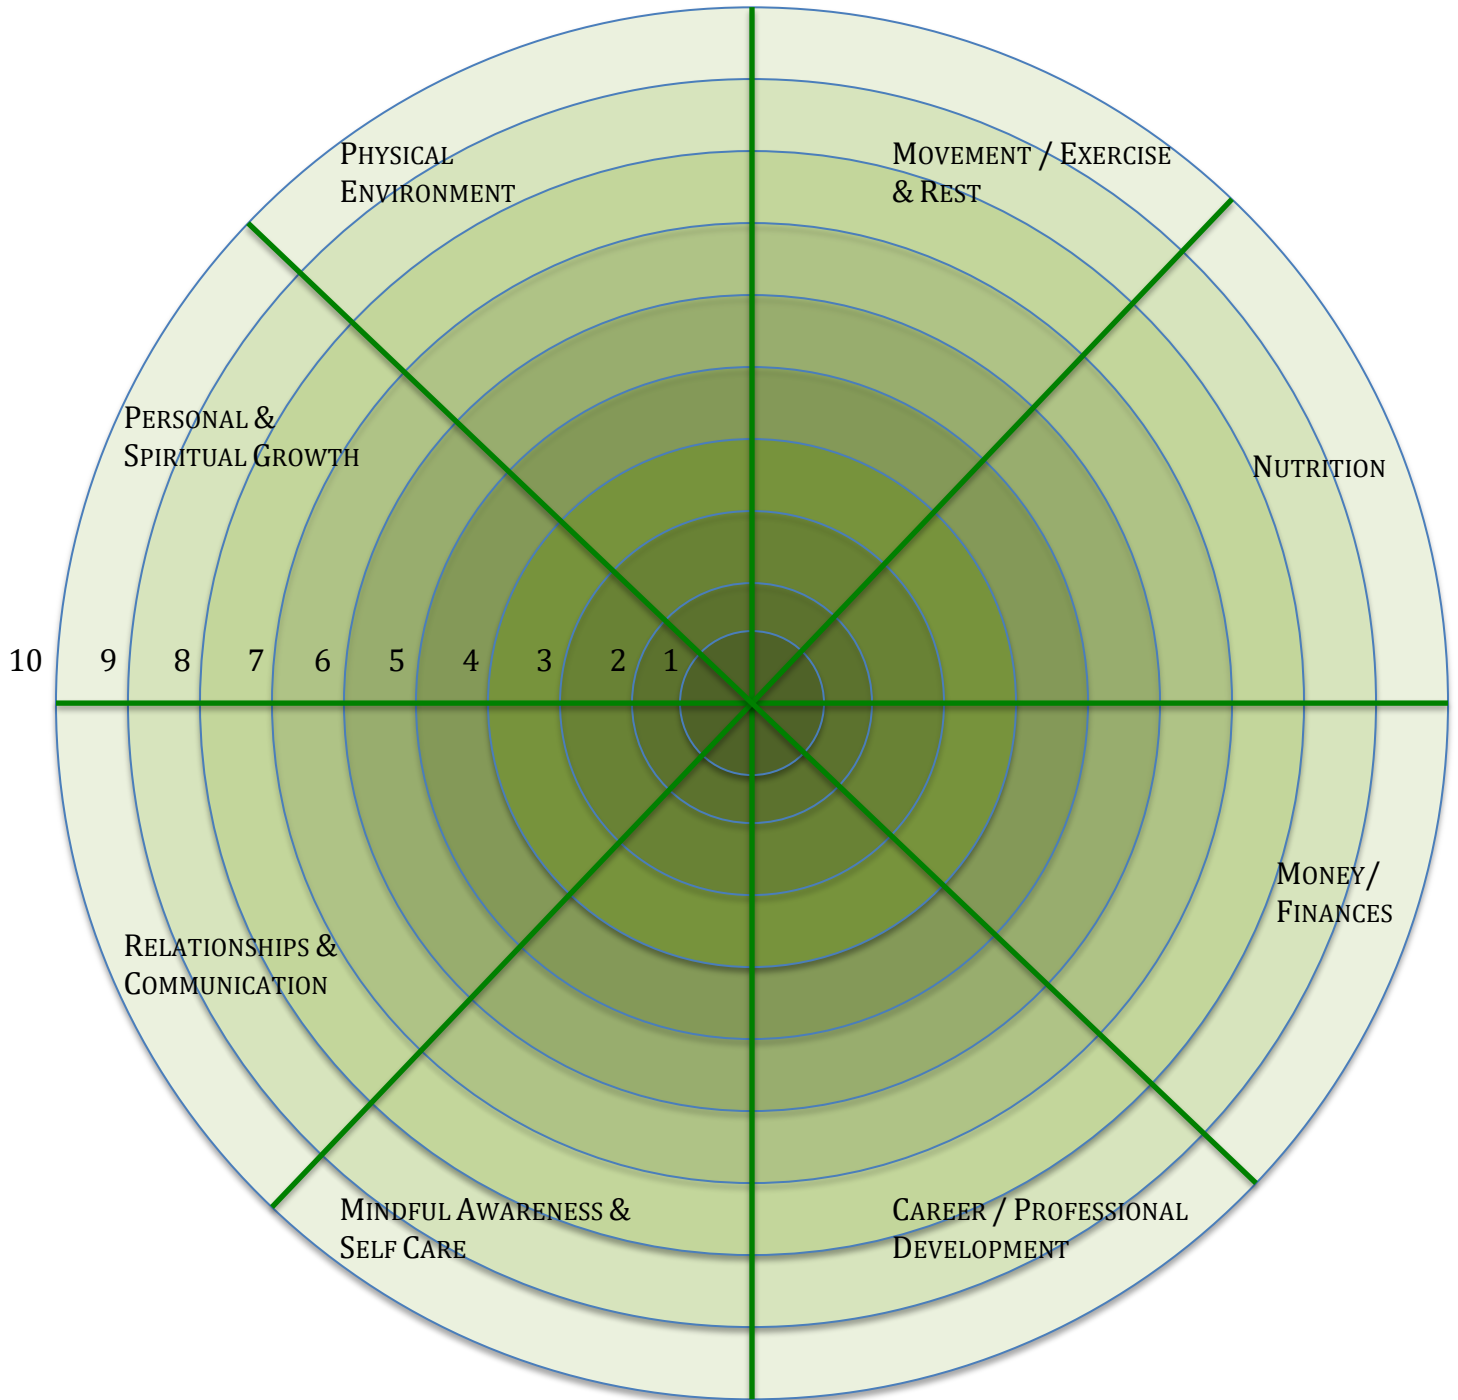 Physical
Environment
Movement / Exercise
& Rest
Personal &
Spiritual Growth
Nutrition
10 9 8 7 6 5 4 3 2 1
Money/
Finances
Relationships &
Communication
Mindful Awareness &
Self Care
Career / Professional
Development